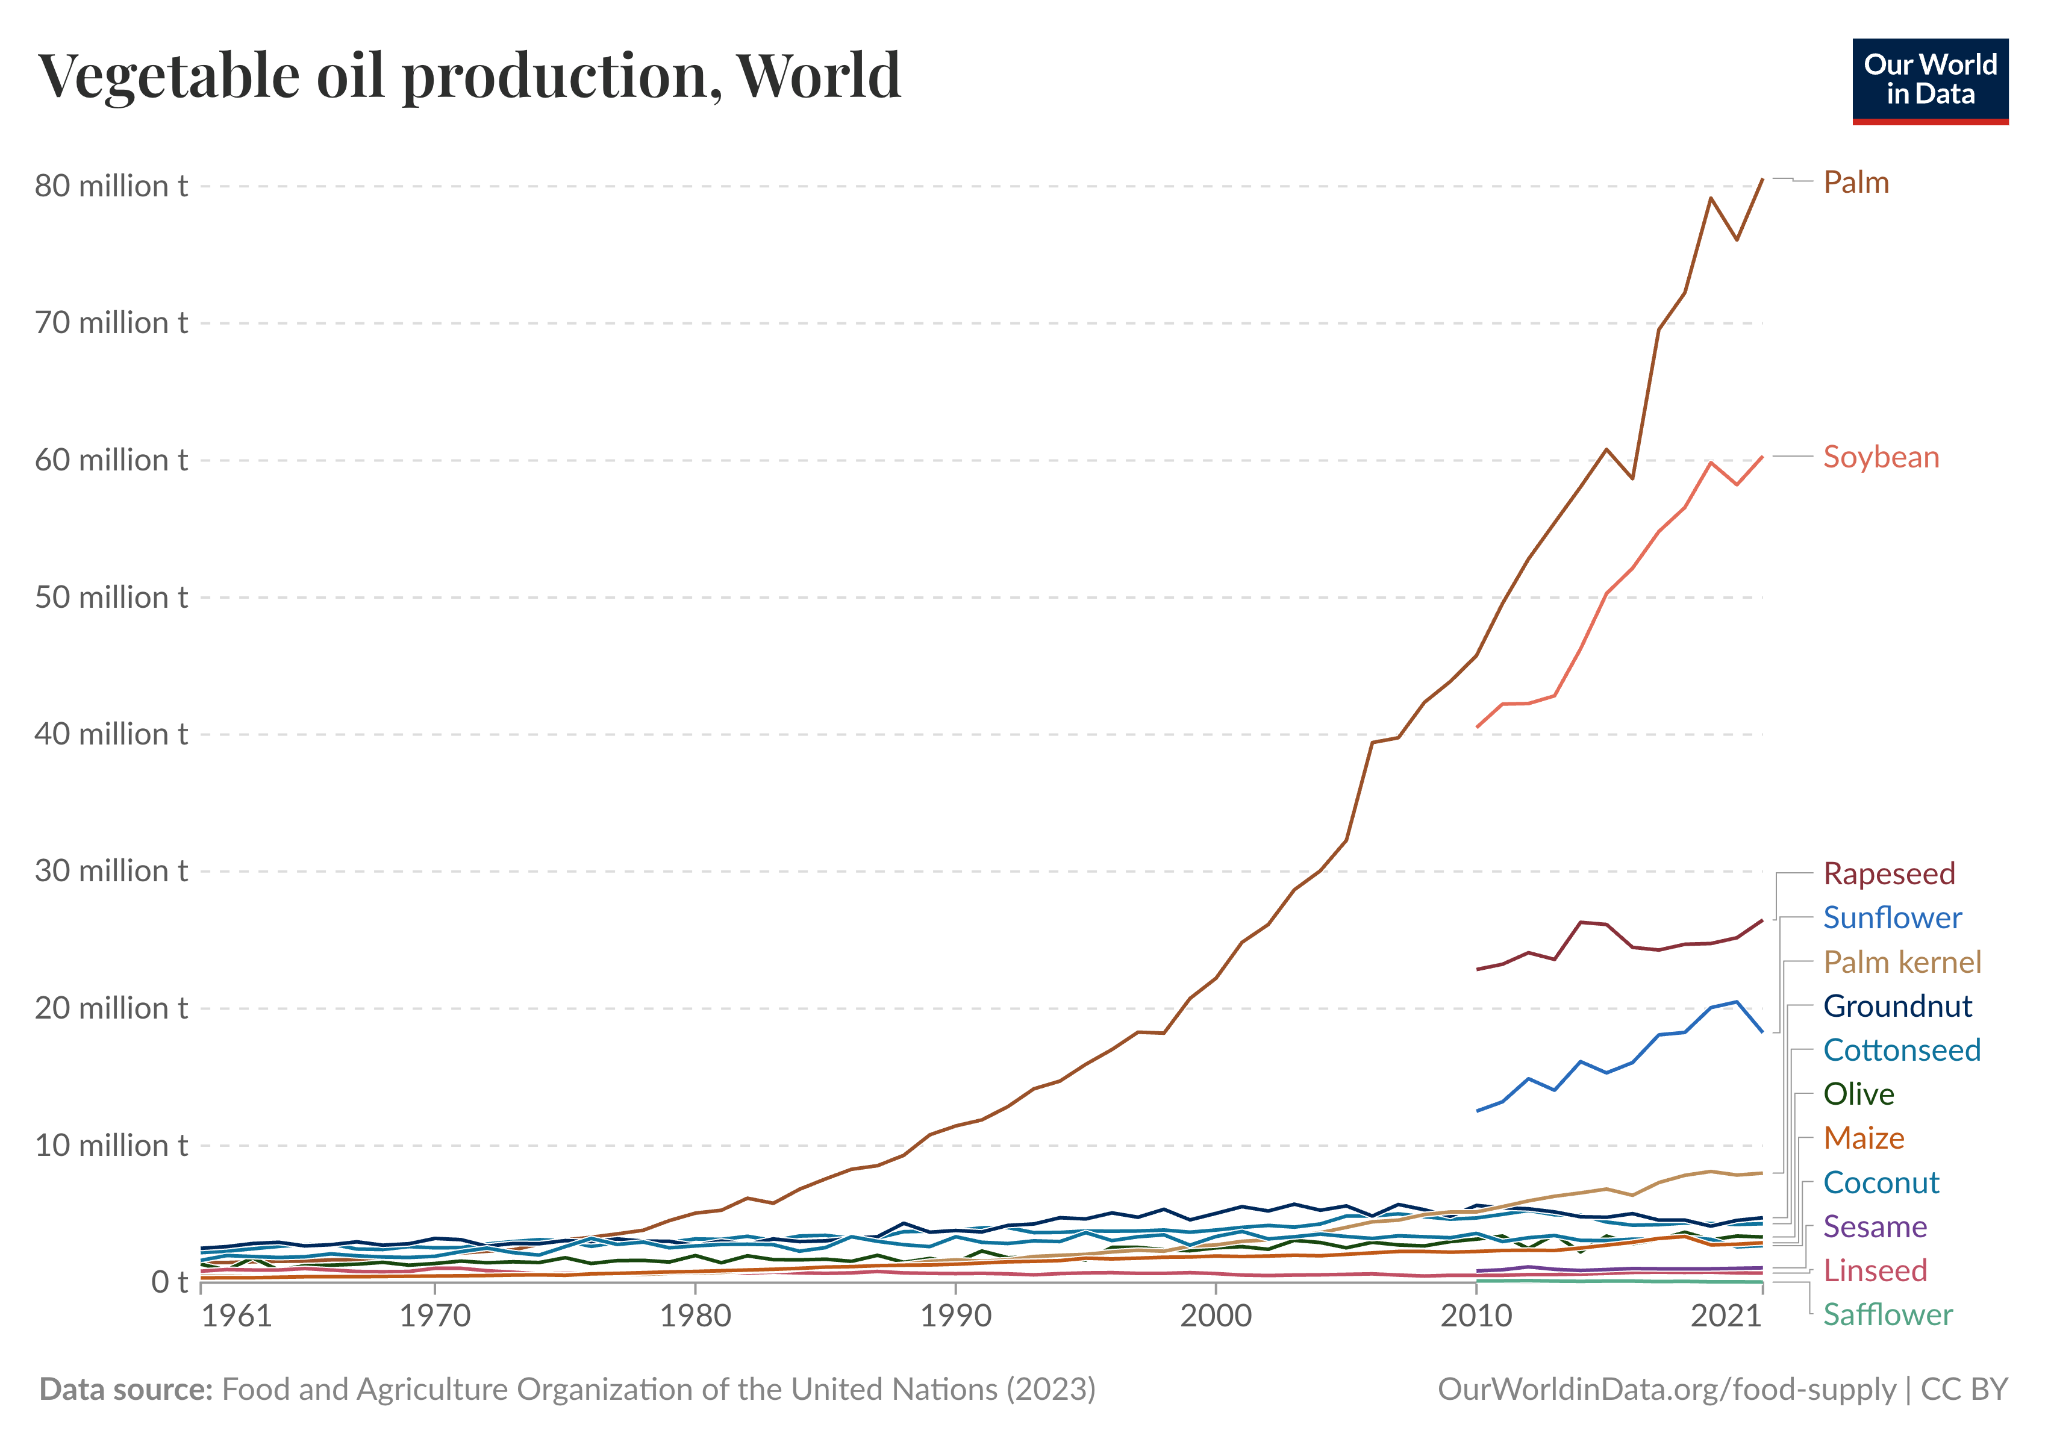 Vegetable oil production, World
Our World
in Data
80 million t
70 million t
60 million t
50 million t
40 million t
30 million t
20 million t
10 million t
0 t
1961
1970
1980
1990
2000
2010
2021
Palm
Soybean
Rapeseed
Sunflower
Palm kernel
Groundnut
Cottonseed
Olive
Maize
Coconut
Sesame
Linseed
Safflower
Data source: Food and Agriculture Organization of the United Nations (2023)
OurWorldinData.org/food-supply | CC BY